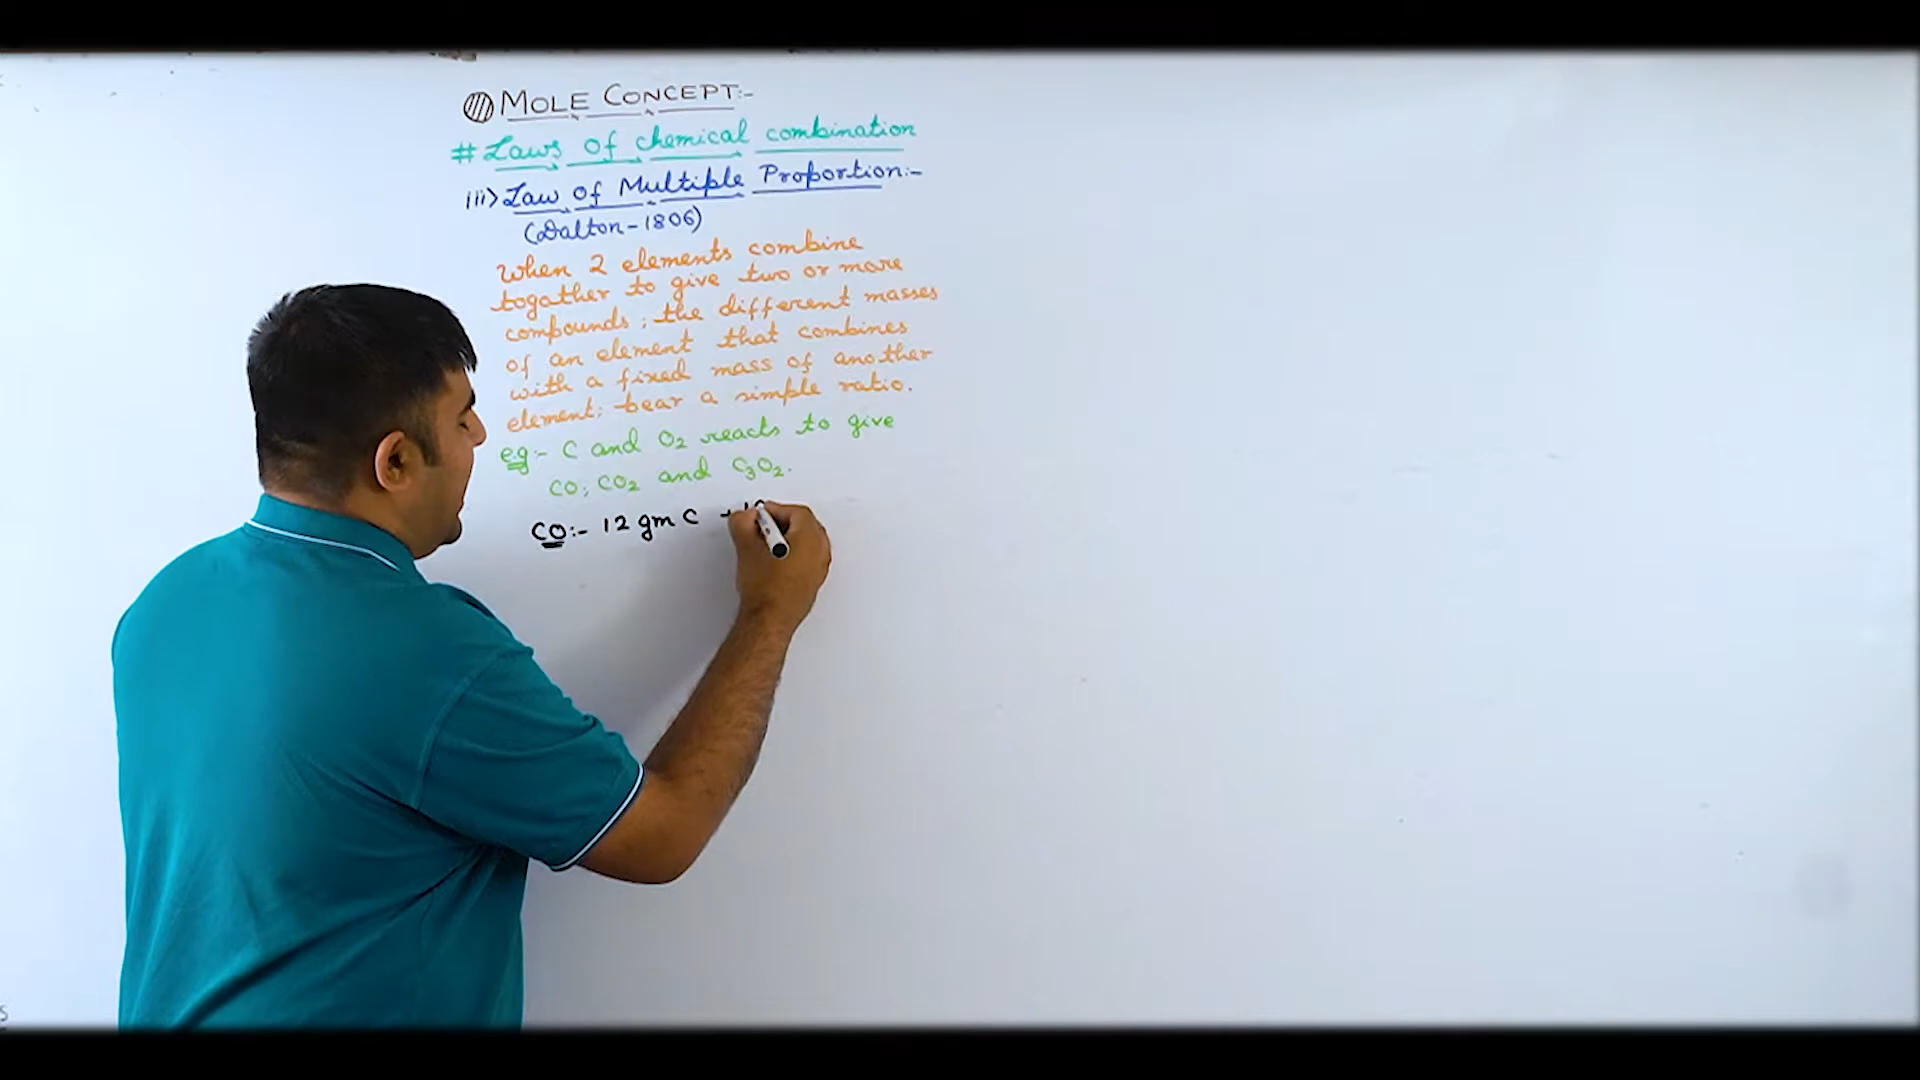 MOLE CONCEPT:-
# Laws of chemical combination
iii> Law of Multiple Proportion:-
(Dalton-1806)
When 2 elements combine
togather to give two or more
compounds; the different masses
of an element that combines
with a fixed mass of another
element; bear a simple ratio.
e.g:- C and O₂ reacts to give
CO; CO₂ and C₃O₂.
CO:- 12 gm C